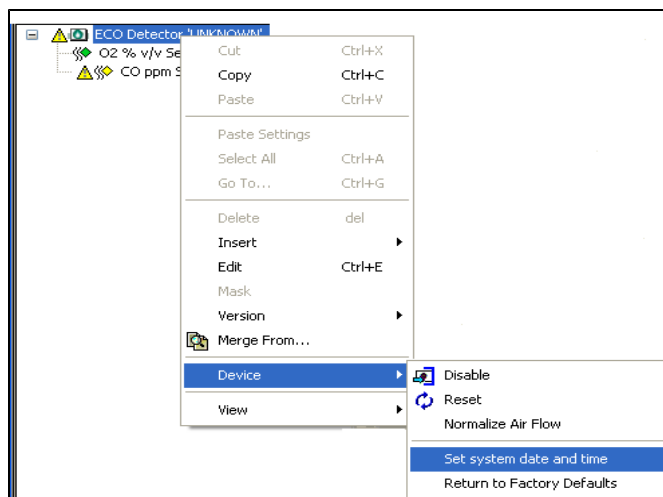 ECO Detector 'UNKNOWN'
O2 % v/v Se
CO ppm S
Cut Ctrl+X
Copy Ctrl+C
Paste Ctrl+V
Paste Settings
Select All Ctrl+A
Go To... Ctrl+G
Delete del
Insert
Edit Ctrl+E
Mask
Version
Merge From...
Device
View
Disable
Reset
Normalize Air Flow
Set system date and time
Return to Factory Defaults